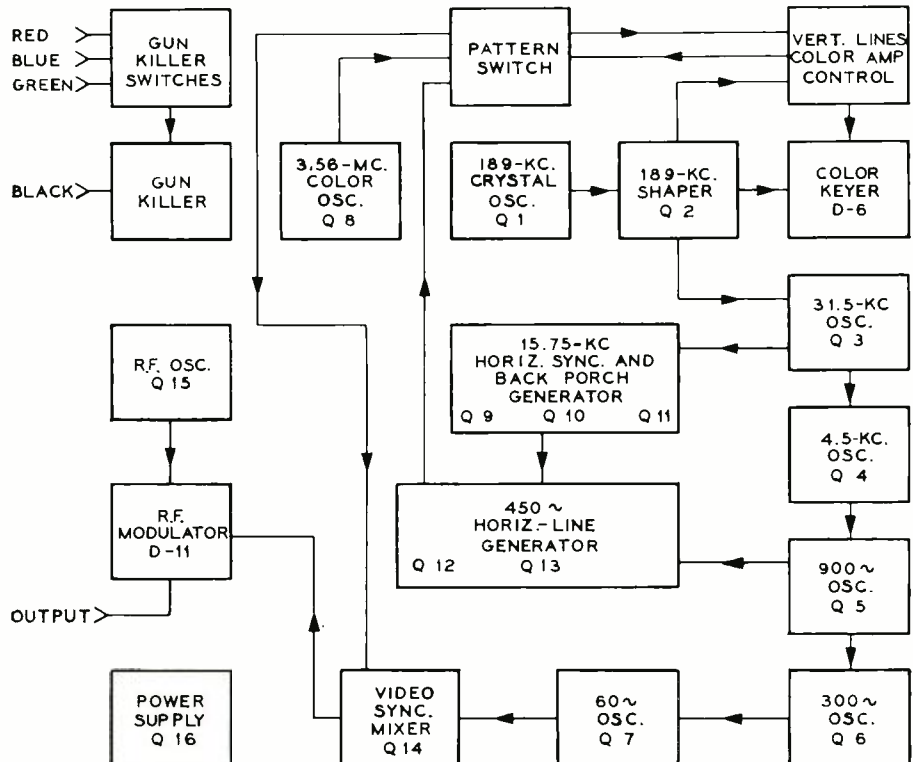 RED
BLUE
GREEN
GUN
KILLER
SWITCHES
PATTERN
SWITCH
VERT. LINES
COLOR AMP
CONTROL
BLACK
GUN
KILLER
3.56-MC.
COLOR
OSC.
Q 8
189-KC.
CRYSTAL
OSC.
Q 1
189-KC.
SHAPER
Q 2
COLOR
KEYER
D-6
R.F. OSC.
Q 15
15.75-KC
HORIZ. SYNC. AND
BACK PORCH
GENERATOR
Q 9 Q 10 Q 11
31.5-KC
OSC.
Q 3
4.5-KC.
OSC.
Q 4
R.F.
MODULATOR
D-11
OUTPUT
450 ~
HORIZ.-LINE
GENERATOR
Q 12 Q 13
900~
OSC.
Q 5
POWER
SUPPLY
Q 16
VIDEO
SYNC.
MIXER
Q 14
60~
OSC.
Q 7
300~
OSC.
Q 6